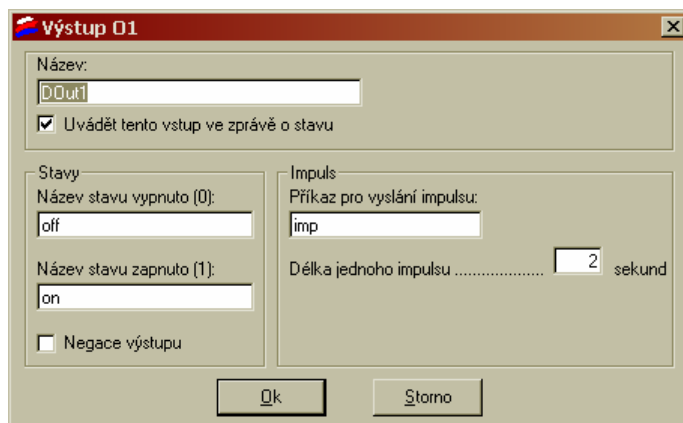 Výstup O1
Název:
DOut1
Uvádět tento vstup ve zprávě o stavu
Stavy
Název stavu vypnuto (0):
off
Název stavu zapnuto (1):
on
Negace výstupu
Impuls
Příkaz pro vyslání impulsu:
imp
Délka jednoho impulsu .................... 2 sekund
Ok
Storno